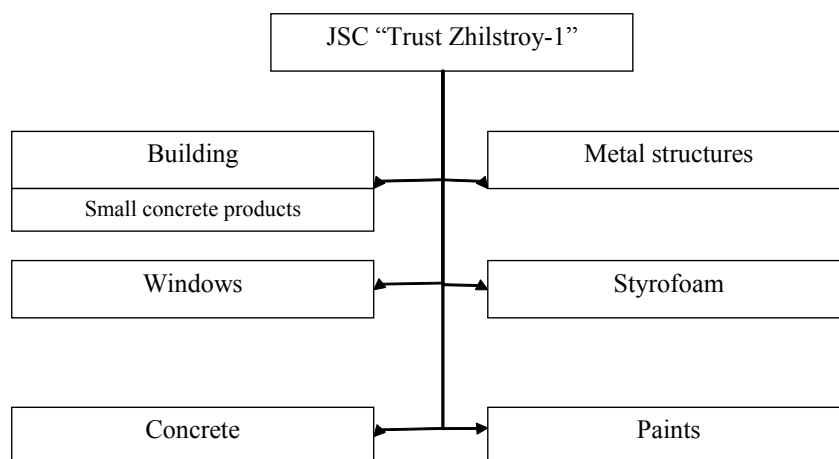 JSC “Trust Zhilstroy-1”
Building
Metal structures
Small concrete products
Windows
Styrofoam
Concrete
Paints